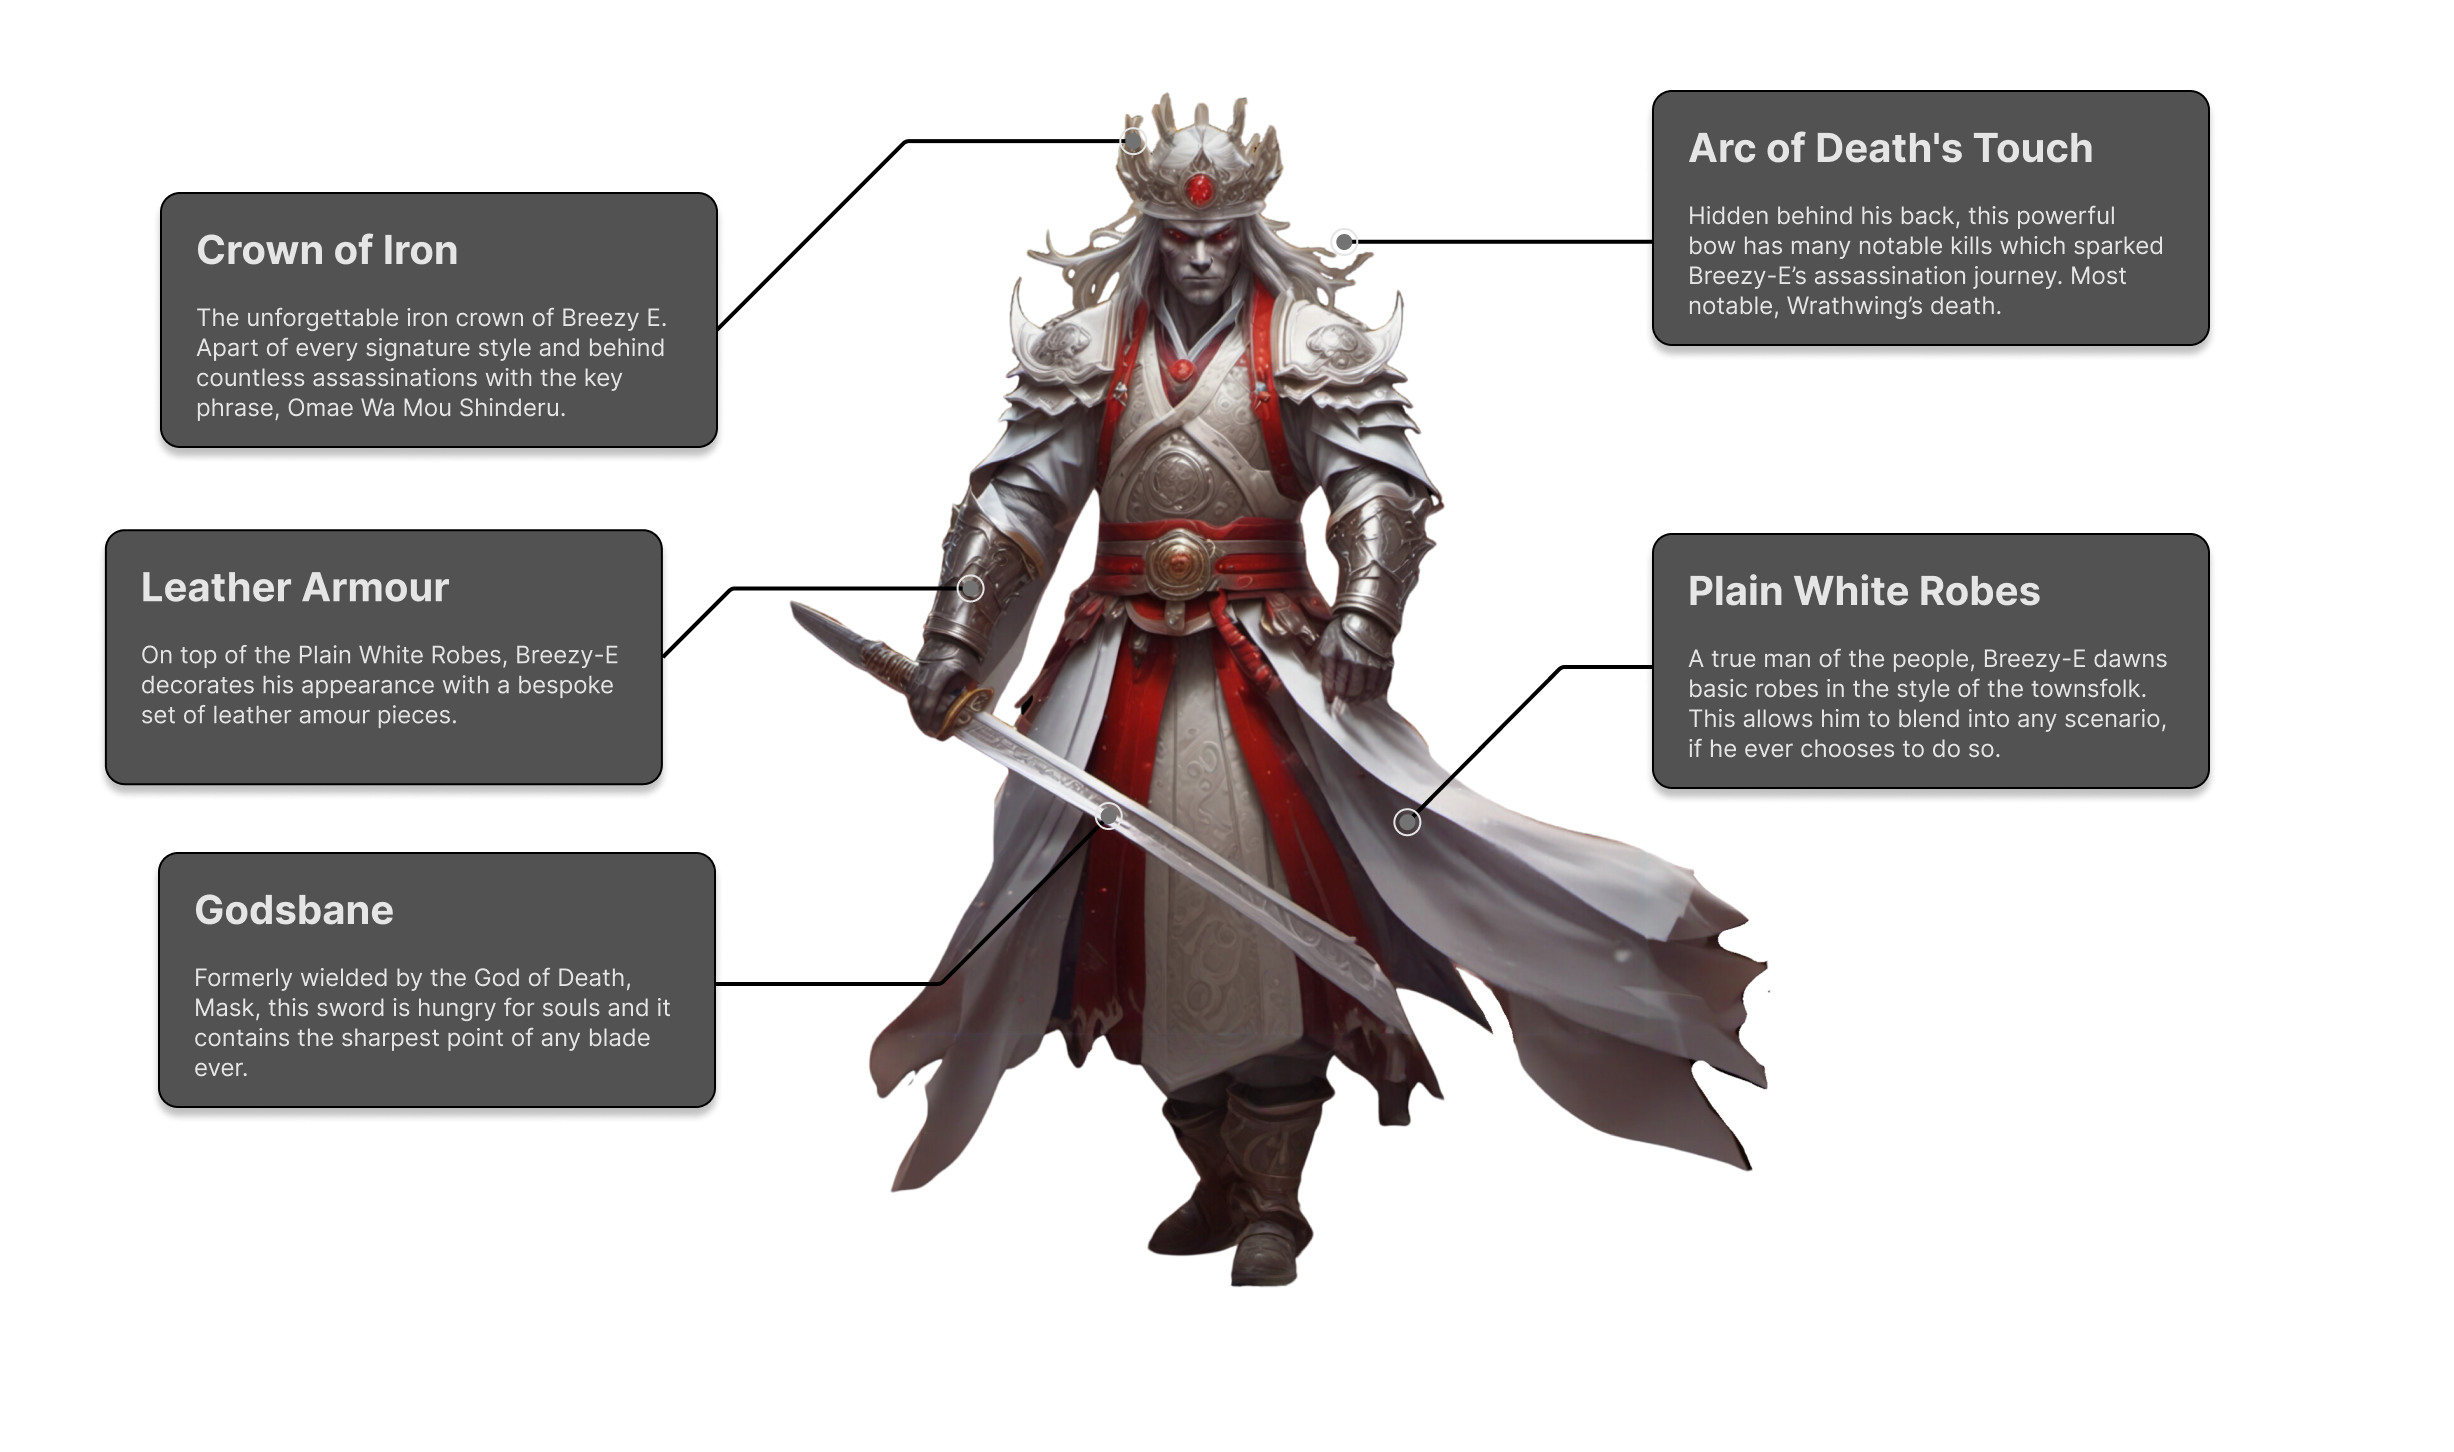 Crown of Iron
The unforgettable iron crown of Breezy E.
Apart of every signature style and behind
countless assassinations with the key
phrase, Omae Wa Mou Shinderu.
Leather Armour
On top of the Plain White Robes, Breezy-E
decorates his appearance with a bespoke
set of leather amour pieces.
Godsbane
Formerly wielded by the God of Death,
Mask, this sword is hungry for souls and it
contains the sharpest point of any blade
ever.
Arc of Death's Touch
Hidden behind his back, this powerful
bow has many notable kills which sparked
Breezy-E’s assassination journey. Most
notable, Wrathwing’s death.
Plain White Robes
A true man of the people, Breezy-E dawns
basic robes in the style of the townsfolk.
This allows him to blend into any scenario,
if he ever chooses to do so.